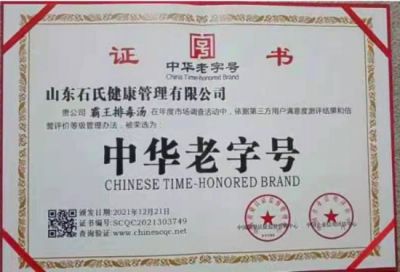 证 书
中华老字号
China Time-Honored Brand
山东石氏健康管理有限公司
贵公司 霸王排毒汤 在年度市场调查活动中，依据第三方用户满意度测评结果和信
誉评价等级管理办法，被荣选为：
中华老字号
CHINESE TIME-HONORED BRAND
颁发日期:2021年12月21日
证书编号:SCQC2021303749
查询验证:www.chinescqc.net